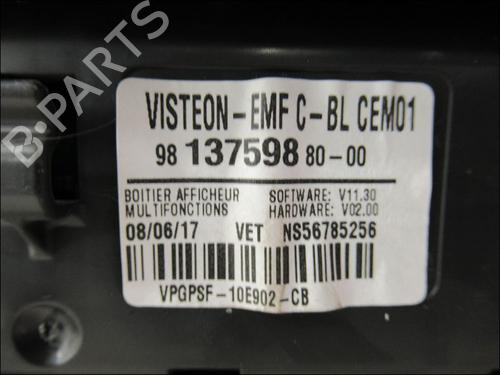 B-PARTS
VISTEON-EMF C-BL CEM01
98 137598 80-00
BOITIER AFFICHEUR SOFTWARE: V11.30
MULTIFONCTIONS HARDWARE: V02.00
08/06/17 VET NS56785256
VPGPSF-10E902-CB